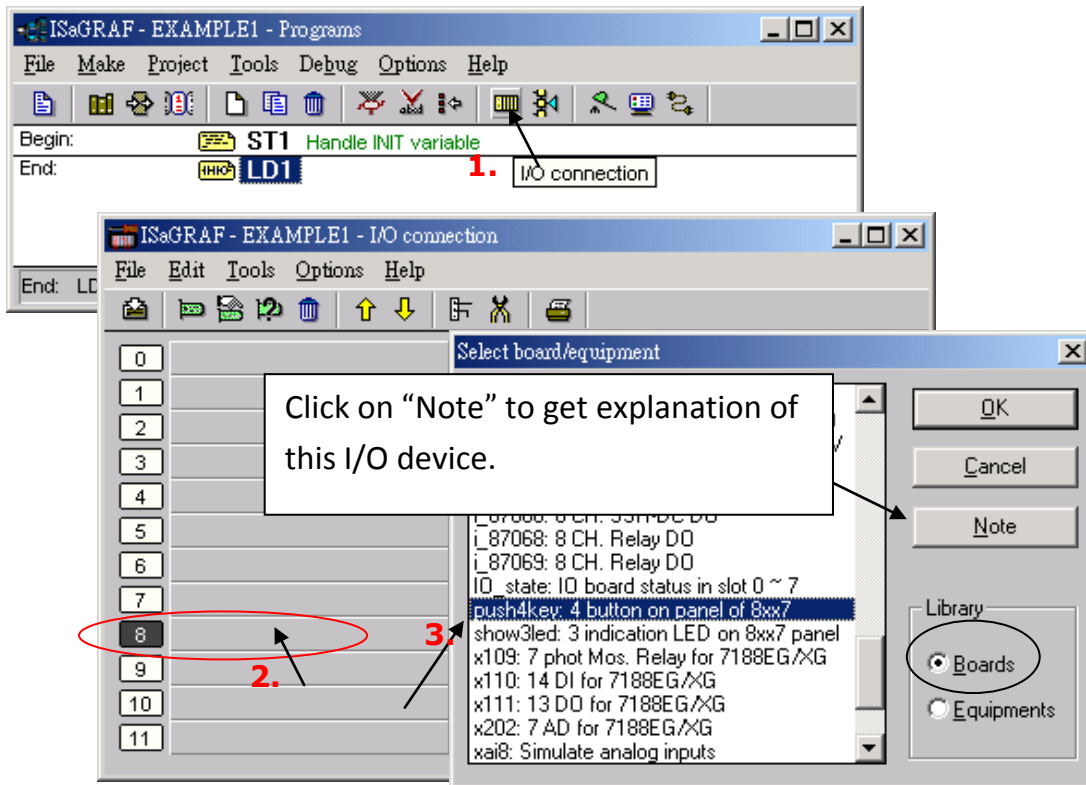 ISaGRAF - EXAMPLE1 - Programs
File Make Project Tools Debug Options Help
Begin: ST1 Handle INIT variable
End: LD1
1.
I/O connection
End:
ISaGRAF - EXAMPLE1 - I/O connection
File Edit Tools Options Help
0
1
2
3
4
5
6
7
8
9
10
11
2.
3.
Select board/equipment
Click on “Note” to get explanation of
this I/O device.
i_87068: 8 CH. Relay DO
i_87069: 8 CH. Relay DO
IO_state: IO board status in slot 0 ~ 7
push4key: 4 button on panel of 8xx7
show3led: 3 indication LED on 8xx7 panel
x109: 7 phot Mos. Relay for 7188EG/XG
x110: 14 DI for 7188EG/XG
x111: 13 DO for 7188EG/XG
x202: 7 AD for 7188EG/XG
xai8: Simulate analog inputs
OK
Cancel
Note
Library
Boards
Equipments